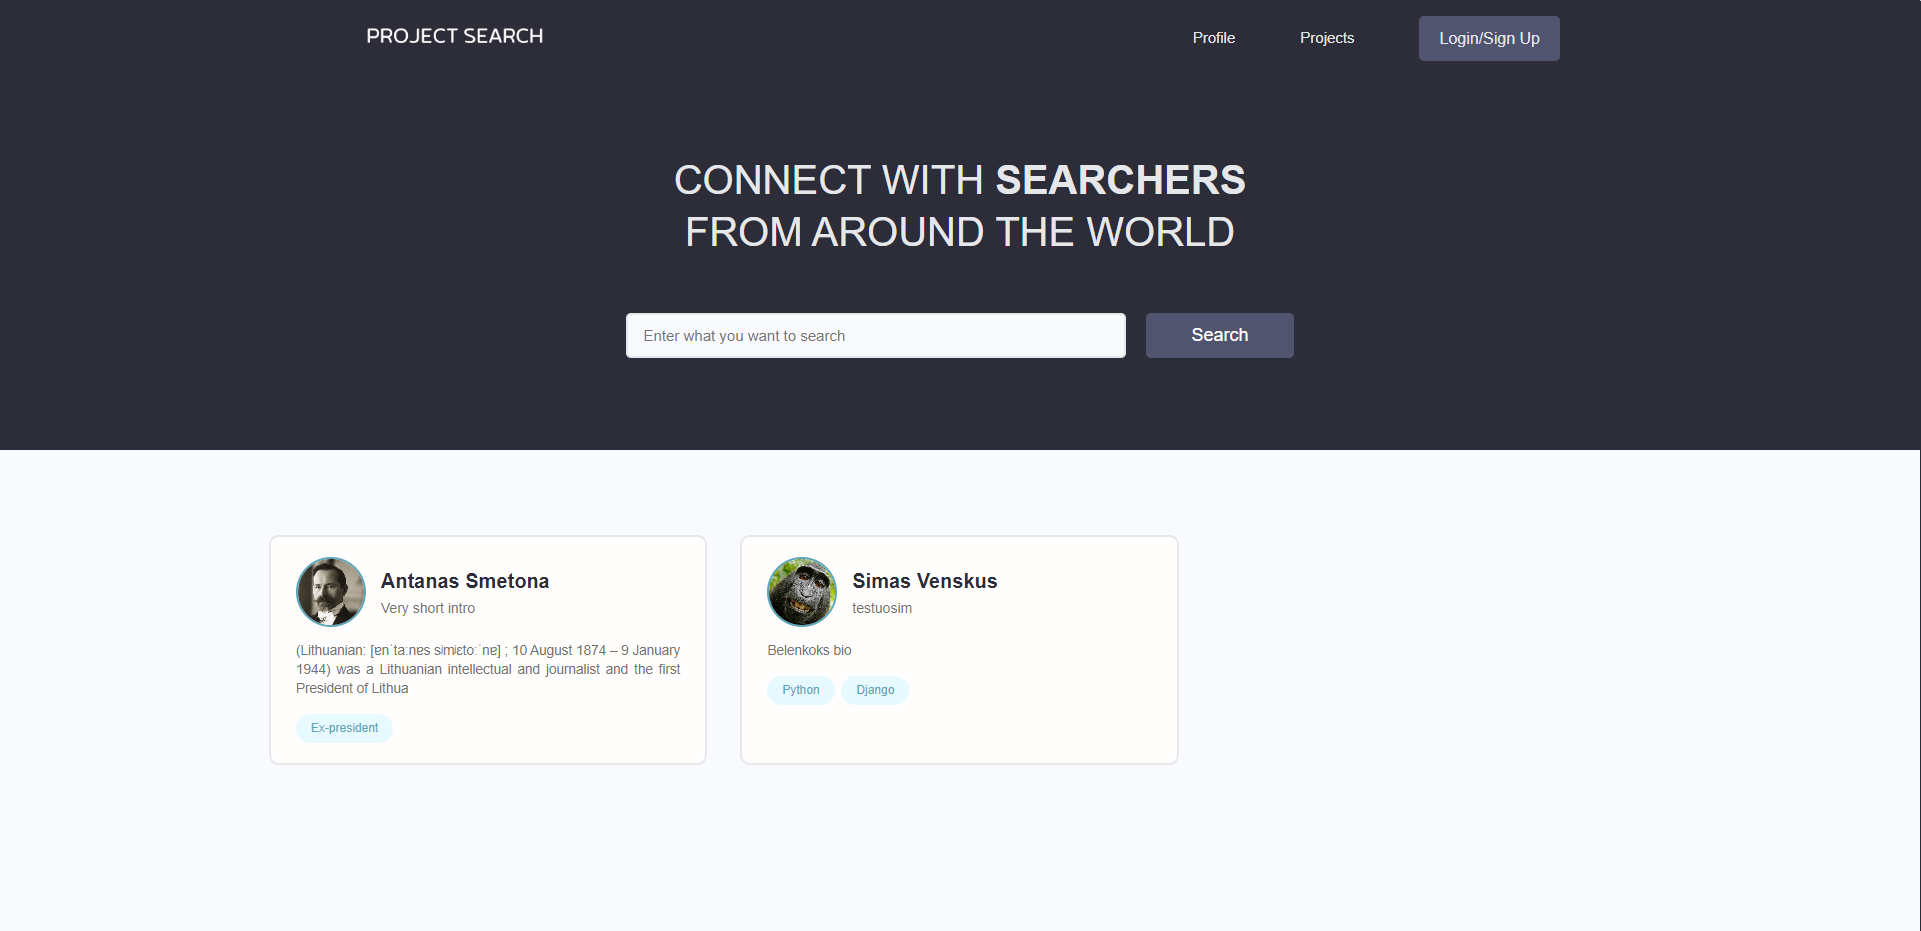 PROJECT SEARCH
Profile
Projects
Login/Sign Up
CONNECT WITH SEARCHERS
FROM AROUND THE WORLD
Enter what you want to search
Search
Antanas Smetona
Very short intro
(Lithuanian: [ɐnˈtaːnɐs sʲmʲɛtoːˈnɐ] ; 10 August 1874 – 9 January
1944) was a Lithuanian intellectual and journalist and the first
President of Lithua
Ex-president
Simas Venskus
testuosim
Belenkoks bio
Python
Django